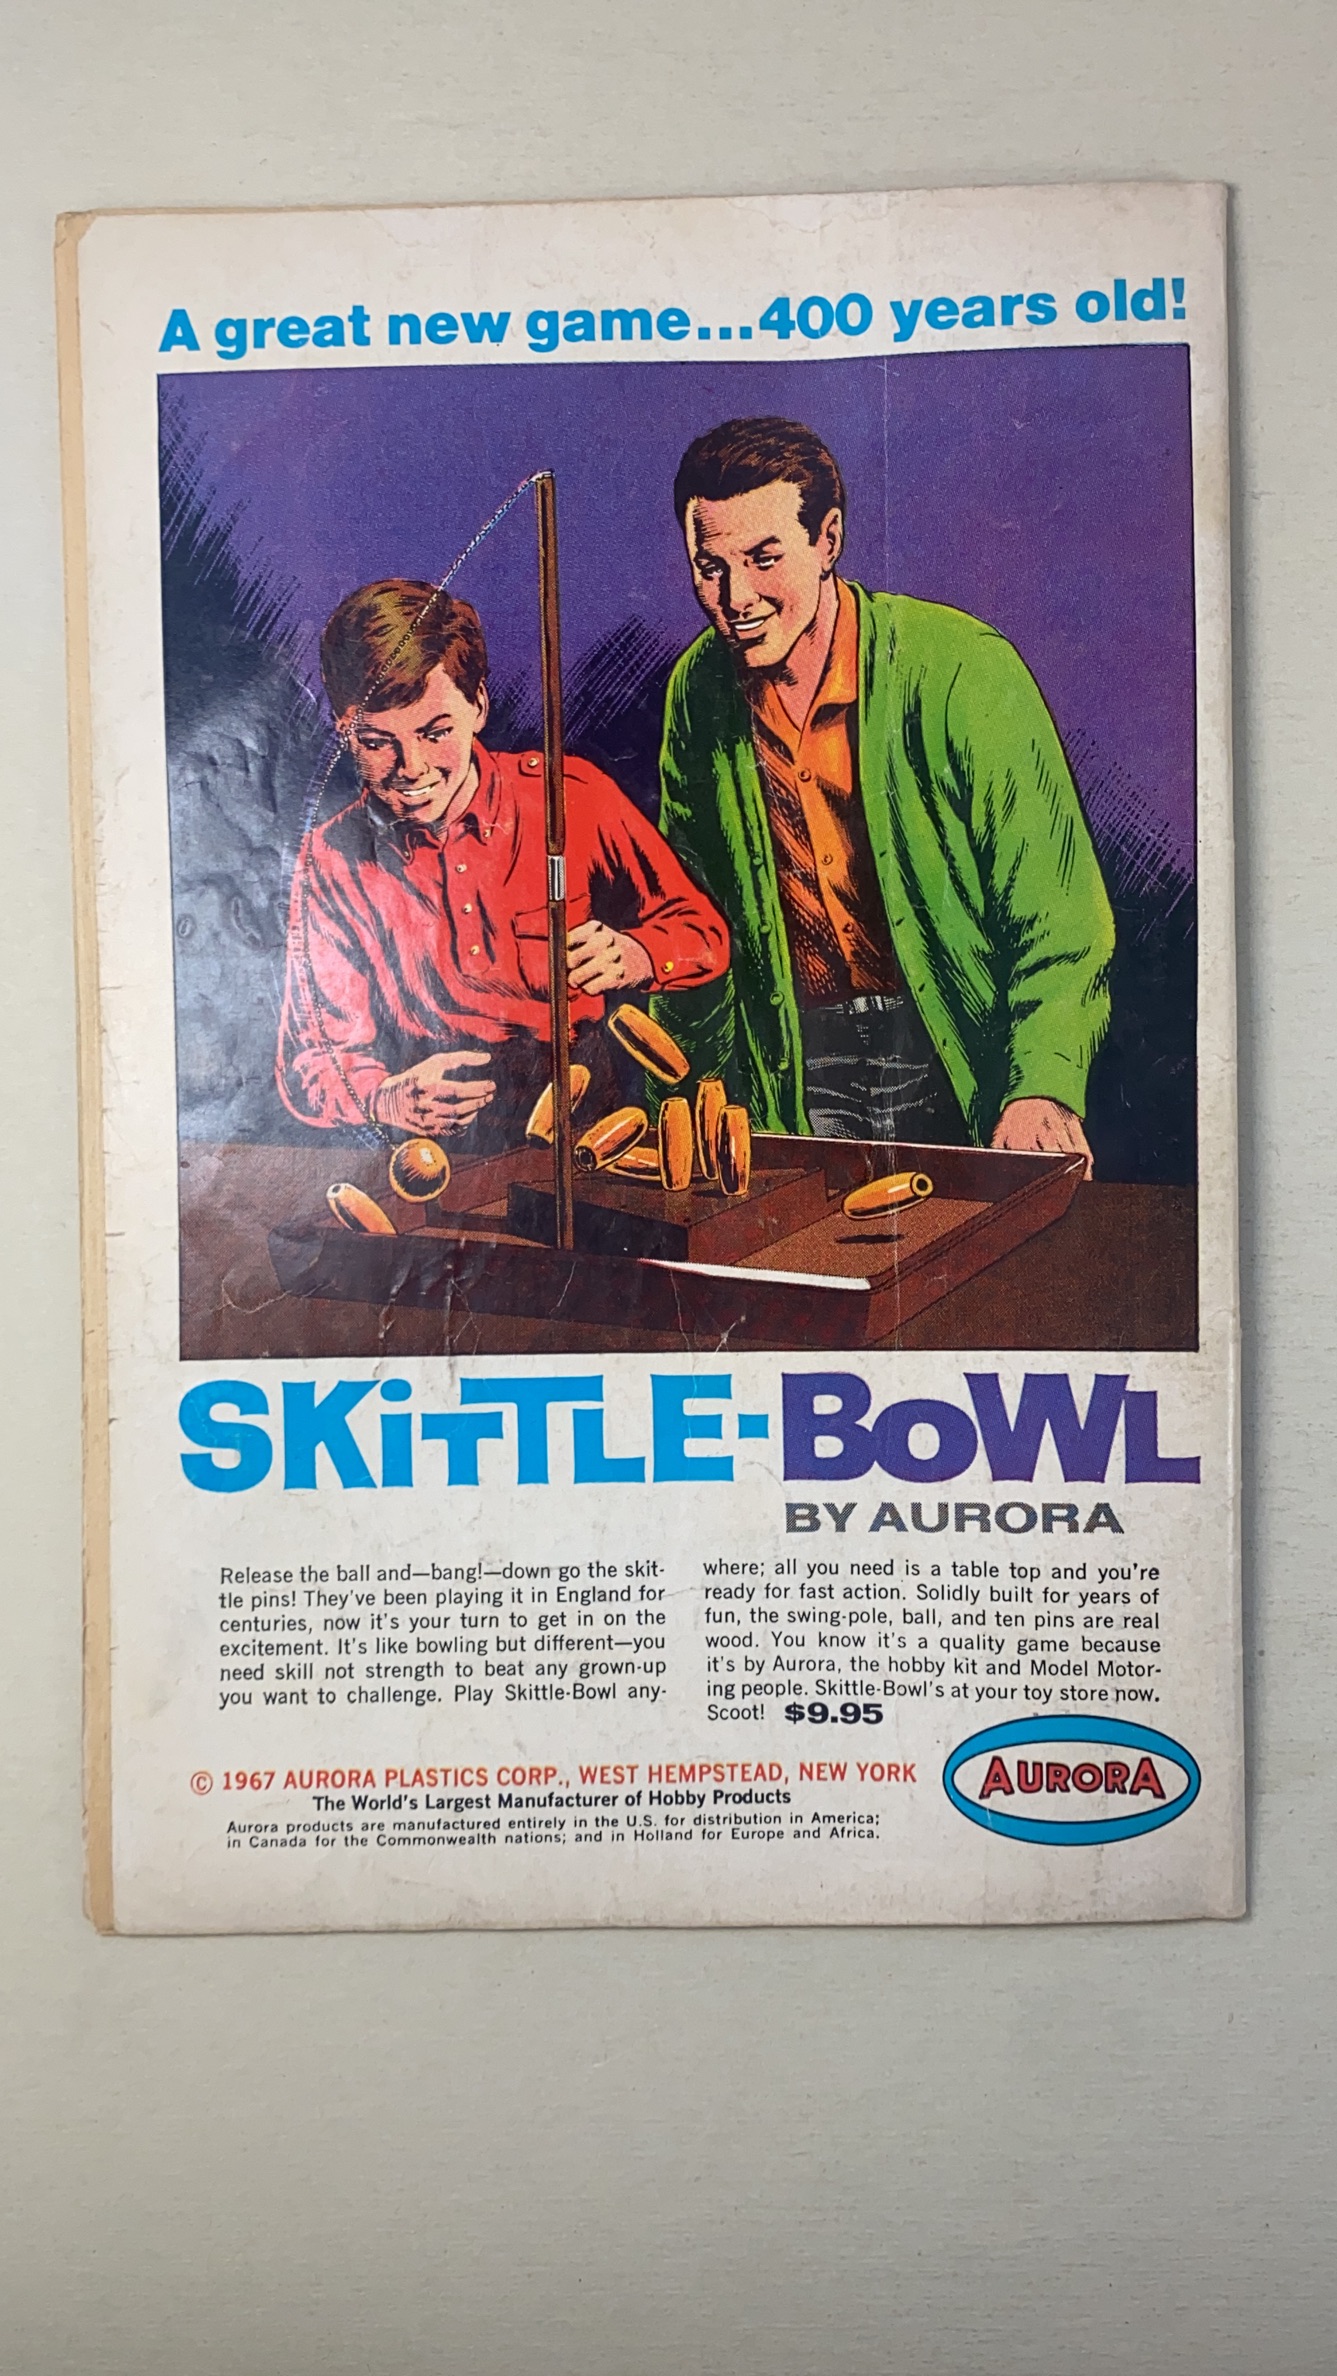 A great new game...400 years old!
SKiTTLE-BoWL
BY AURORA
Release the ball and—bang!—down go the skit-
tle pins! They've been playing it in England for
centuries, now it's your turn to get in on the
excitement. It's like bowling but different—you
need skill not strength to beat any grown-up
you want to challenge. Play Skittle-Bowl any-
where; all you need is a table top and you're
ready for fast action. Solidly built for years of
fun, the swing-pole, ball, and ten pins are real
wood. You know it's a quality game because
it's by Aurora, the hobby kit and Model Motor-
ing people. Skittle-Bowl's at your toy store now.
Scoot! $9.95
© 1967 AURORA PLASTICS CORP., WEST HEMPSTEAD, NEW YORK
The World's Largest Manufacturer of Hobby Products
Aurora products are manufactured entirely in the U.S. for distribution in America;
in Canada for the Commonwealth nations; and in Holland for Europe and Africa.
AURORA